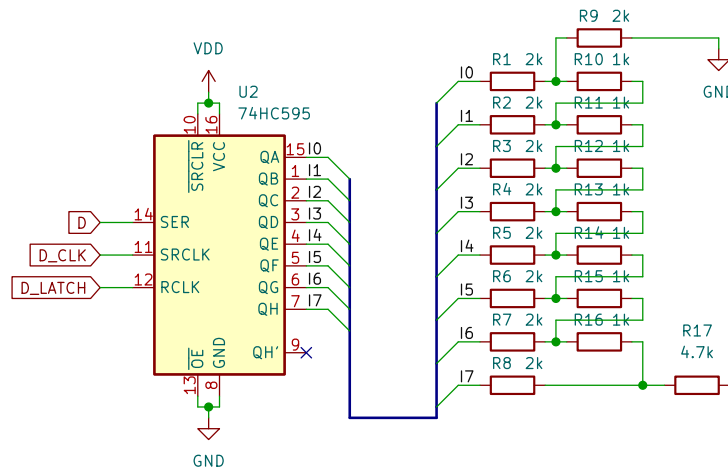 VDD
U2
74HC595
10
16
SRCLR
VCC
QA 15 I0
QB 1 I1
QC 2 I2
QD 3 I3
QE 4 I4
QF 5 I5
QG 6 I6
QH 7 I7
QH' 9
D 14 SER
D_CLK 11 SRCLK
D_LATCH 12 RCLK
OE
GND
13
8
GND
R9 2k
GND
I0 R1 2k R10 1k
I1 R2 2k R11 1k
I2 R3 2k R12 1k
I3 R4 2k R13 1k
I4 R5 2k R14 1k
I5 R6 2k R15 1k
I6 R7 2k R16 1k
I7 R8 2k
R17
4.7k